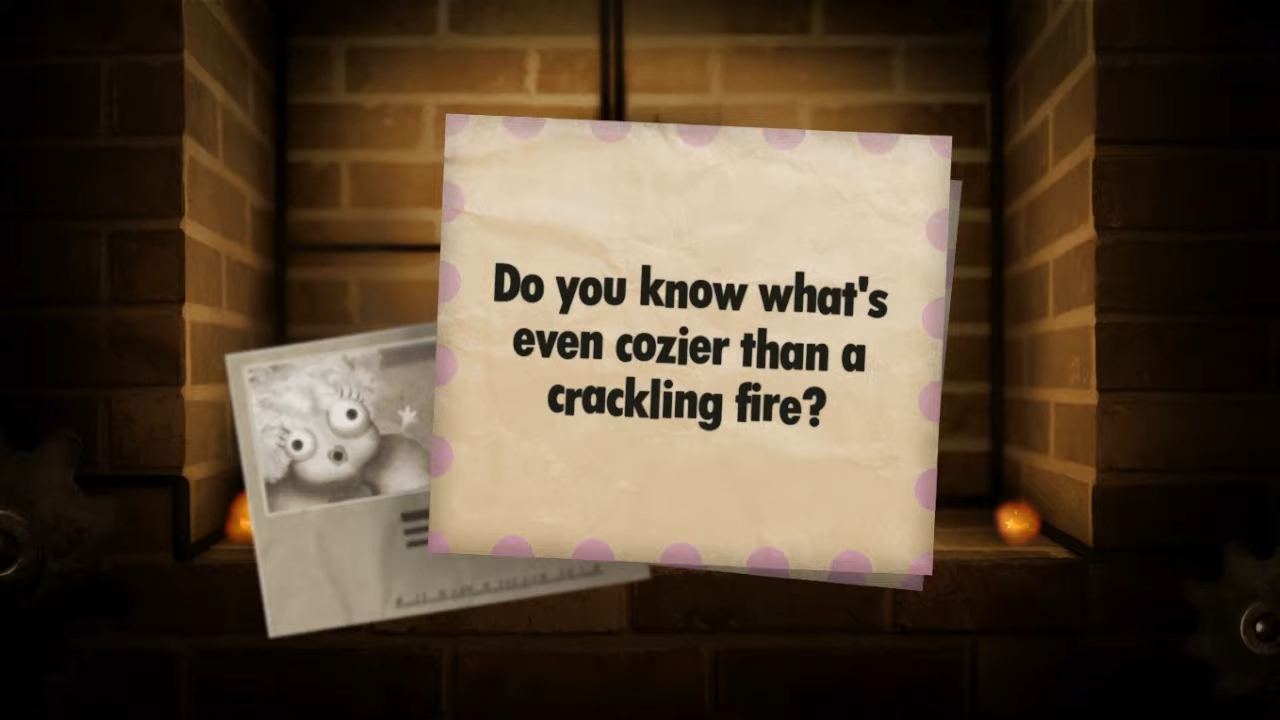 Do you know what's
even cozier than a
crackling fire?